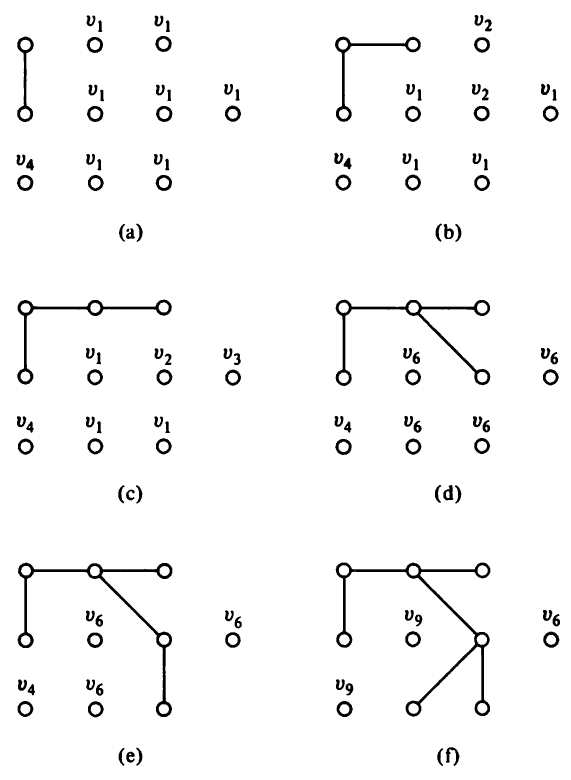 v₁ v₁ v₂
v₁ v₁ v₁ v₁ v₂ v₁
v₄ v₁ v₁ v₄ v₁ v₁
(a) (b)
v₁ v₂ v₃ v₆ v₆
v₄ v₁ v₁ v₄ v₆ v₆
(c) (d)
v₆ v₆ v₉ v₆
v₄ v₆ v₉
(e) (f)